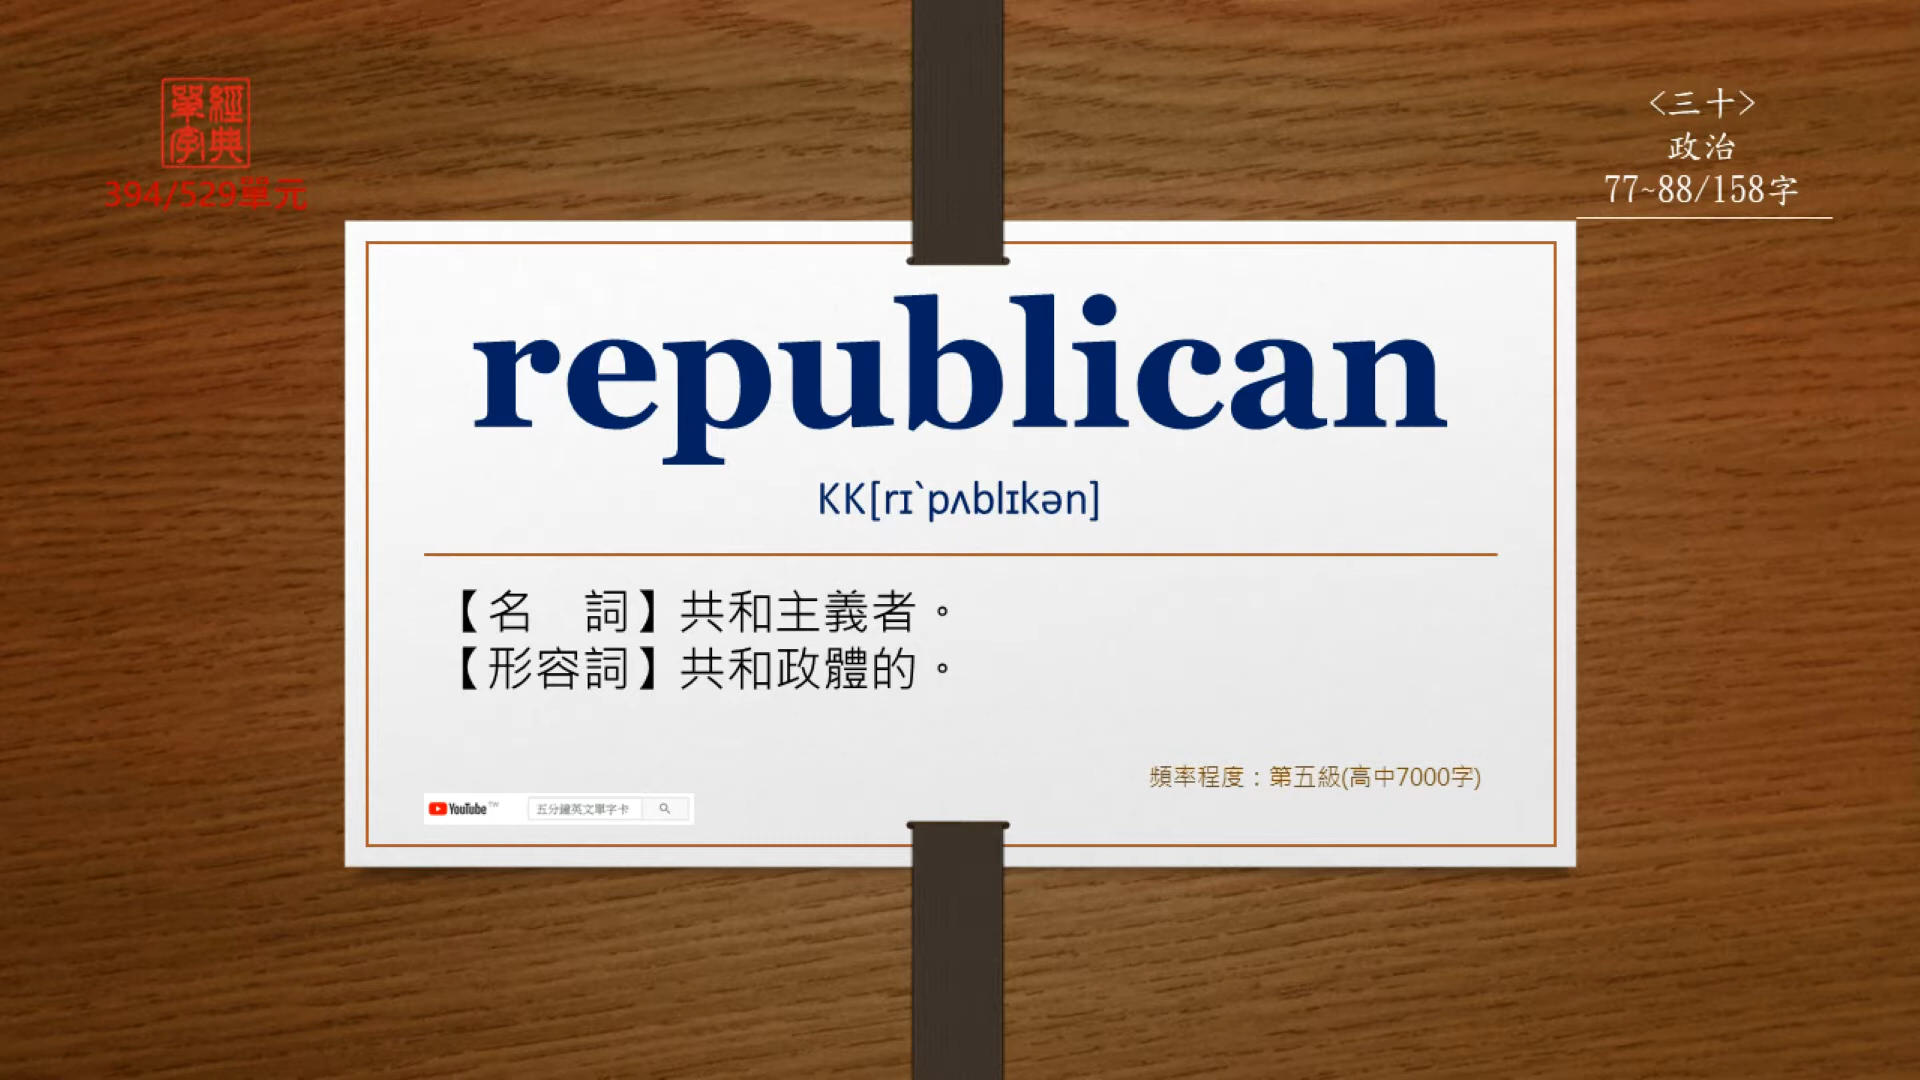 經典
單字
394/529單元
<三十>
政治
77~88/158字
republican
KK[rɪˋpʌblɪkən]
【名　詞】共和主義者。
【形容詞】共和政體的。
頻率程度：第五級(高中7000字)
YouTube TW
五分鐘英文單字卡